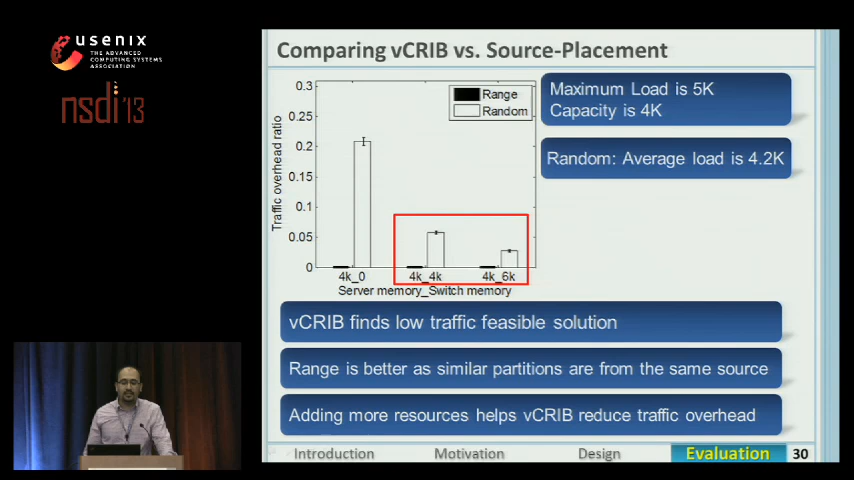 usenix
THE ADVANCED
COMPUTING SYSTEMS
ASSOCIATION
nsdi'13
Comparing vCRIB vs. Source-Placement
0.3
0.25
0.2
0.15
0.1
0.05
0
Traffic overhead ratio
Range
Random
4k_0
4k_4k
4k_6k
Server memory_Switch memory
Maximum Load is 5K
Capacity is 4K
Random: Average load is 4.2K
vCRIB finds low traffic feasible solution
Range is better as similar partitions are from the same source
Adding more resources helps vCRIB reduce traffic overhead
Introduction
Motivation
Design
Evaluation
30